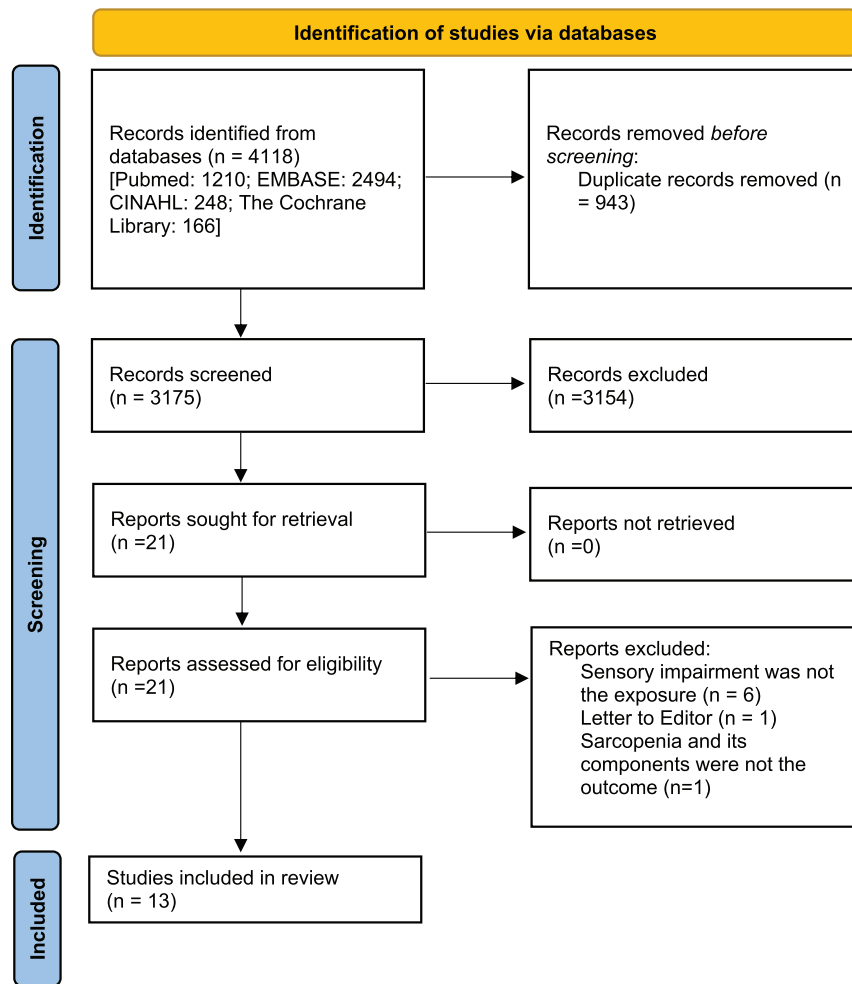 Identification of studies via databases
Identification
Records identified from
databases (n = 4118)
[Pubmed: 1210; EMBASE: 2494;
CINAHL: 248; The Cochrane
Library: 166]
Records removed before
screening:
Duplicate records removed (n
= 943)
Screening
Records screened
(n = 3175)
Records excluded
(n =3154)
Reports sought for retrieval
(n =21)
Reports not retrieved
(n =0)
Reports assessed for eligibility
(n =21)
Reports excluded:
Sensory impairment was not
the exposure (n = 6)
Letter to Editor (n = 1)
Sarcopenia and its
components were not the
outcome (n=1)
Included
Studies included in review
(n = 13)